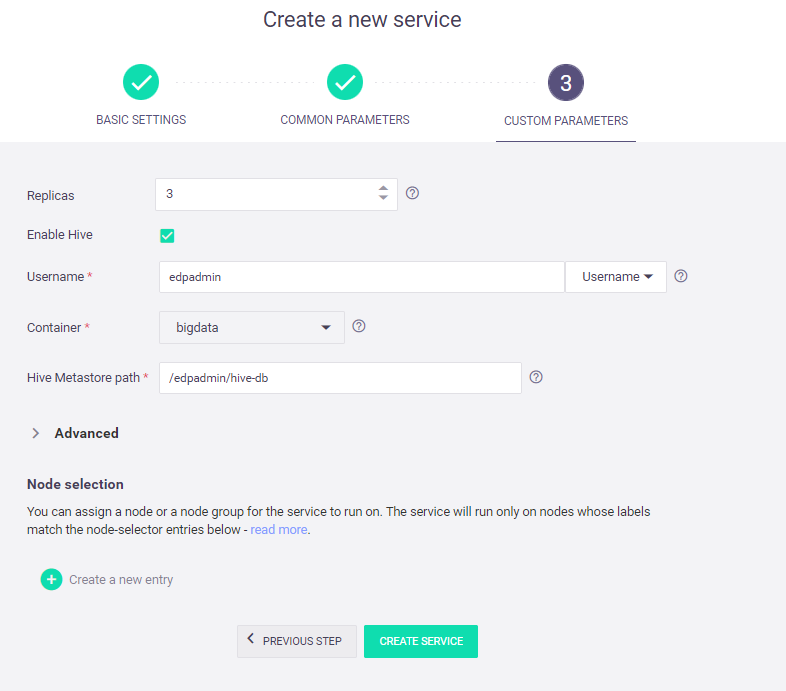 Create a new service
3
BASIC SETTINGS
COMMON PARAMETERS
CUSTOM PARAMETERS
Replicas
3
?
Enable Hive
Username *
edpadmin
Username
?
Container *
bigdata
?
Hive Metastore path *
/edpadmin/hive-db
?
Advanced
Node selection
You can assign a node or a node group for the service to run on. The service will run only on nodes whose labels
match the node-selector entries below - read more.
Create a new entry
PREVIOUS STEP
CREATE SERVICE